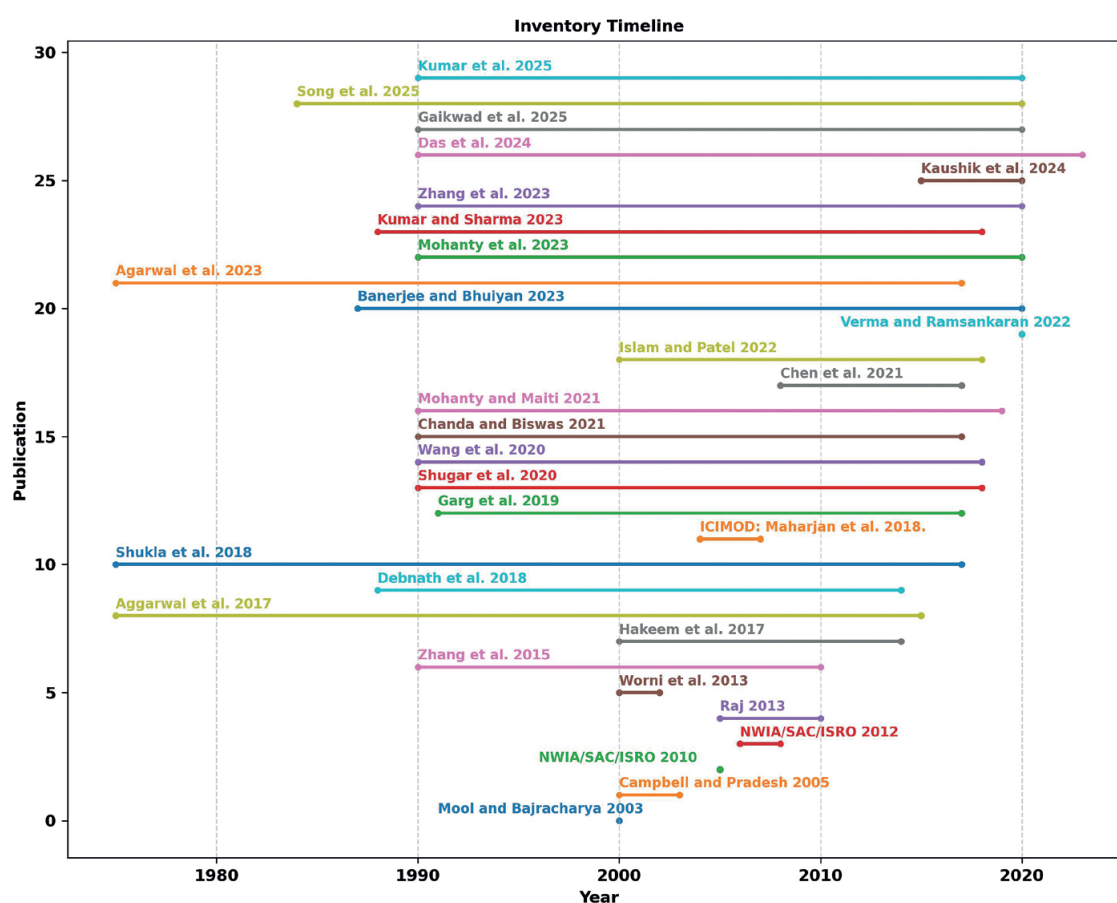 Inventory Timeline
30
Kumar et al. 2025
Song et al. 2025
Gaikwad et al. 2025
Das et al. 2024
Kaushik et al. 2024
25
Zhang et al. 2023
Kumar and Sharma 2023
Mohanty et al. 2023
Agarwal et al. 2023
Banerjee and Bhuiyan 2023
20
Verma and Ramsankaran 2022
Islam and Patel 2022
Chen et al. 2021
Mohanty and Maiti 2021
Chanda and Biswas 2021
15
Wang et al. 2020
Shugar et al. 2020
Garg et al. 2019
ICIMOD: Maharjan et al. 2018.
Shukla et al. 2018
10
Debnath et al. 2018
Aggarwal et al. 2017
Hakeem et al. 2017
Zhang et al. 2015
Worni et al. 2013
5
Raj 2013
NWIA/SAC/ISRO 2012
NWIA/SAC/ISRO 2010
Campbell and Pradesh 2005
Mool and Bajracharya 2003
0
Publication
1980 1990 2000 2010 2020
Year